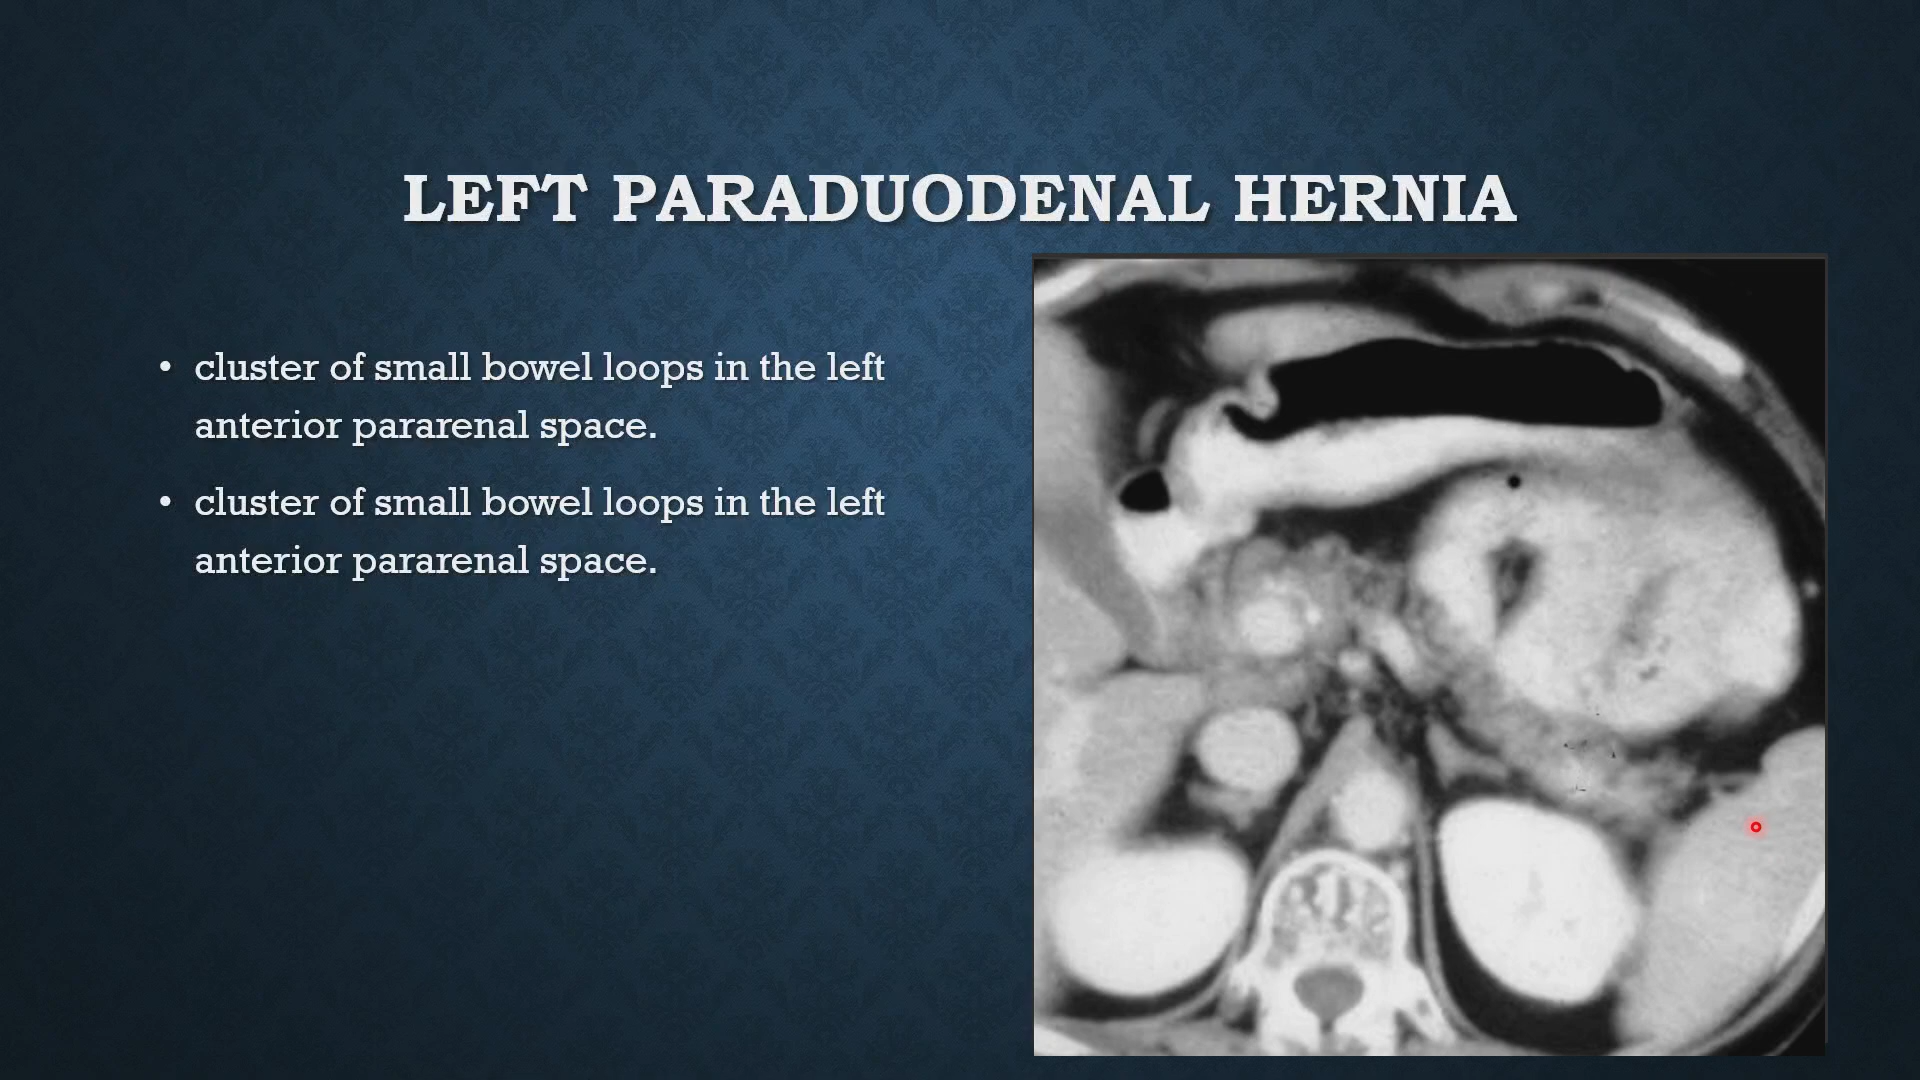 LEFT PARADUODENAL HERNIA
• cluster of small bowel loops in the left
anterior pararenal space.
• cluster of small bowel loops in the left
anterior pararenal space.